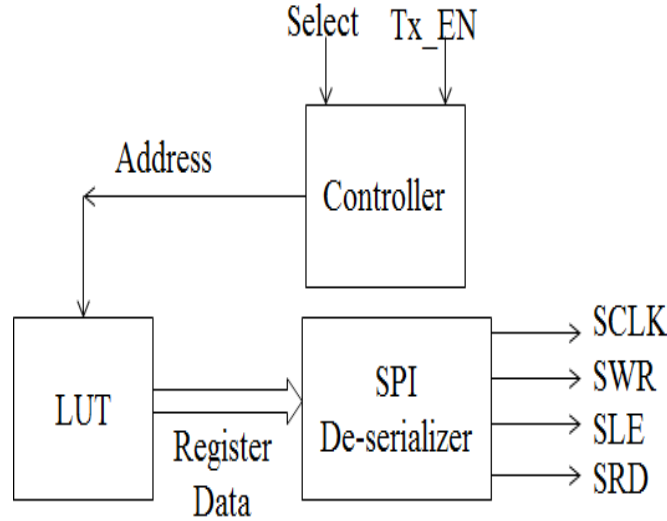 Select Tx_EN
Address
Controller
SCLK
SPI
SWR
LUT
De-serializer
SLE
Register
SRD
Data